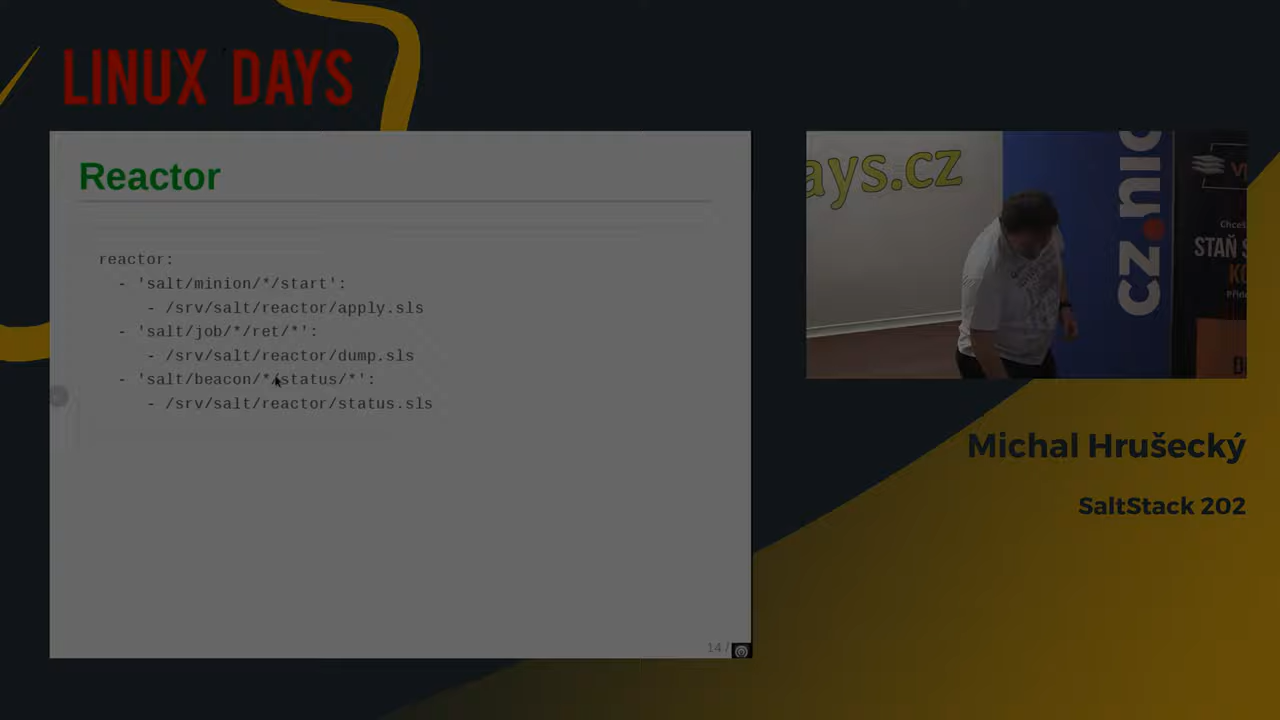 LINUX DAYS
Reactor
reactor:
- 'salt/minion/*/start':
- /srv/salt/reactor/apply.sls
- 'salt/job/*/ret/*':
- /srv/salt/reactor/dump.sls
- 'salt/beacon/*/status/*':
- /srv/salt/reactor/status.sls
14 /
ays.cz
cz.nic
STAŇ S
Michal Hrušecký
SaltStack 202